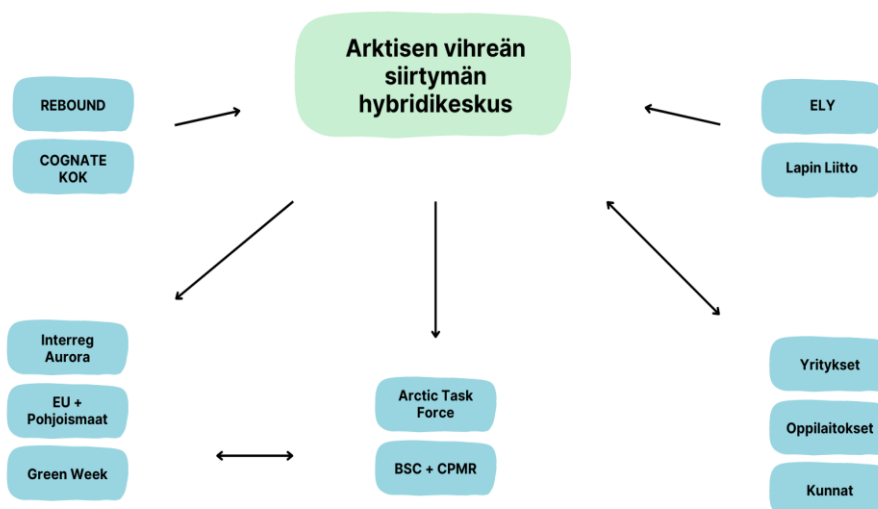 Arktisen vihreän
siirtymän
hybridikeskus
REBOUND
COGNATE
KOK
ELY
Lapin Liitto
Interreg
Aurora
EU +
Pohjoismaat
Green Week
Arctic Task
Force
BSC + CPMR
Yritykset
Oppilaitokset
Kunnat